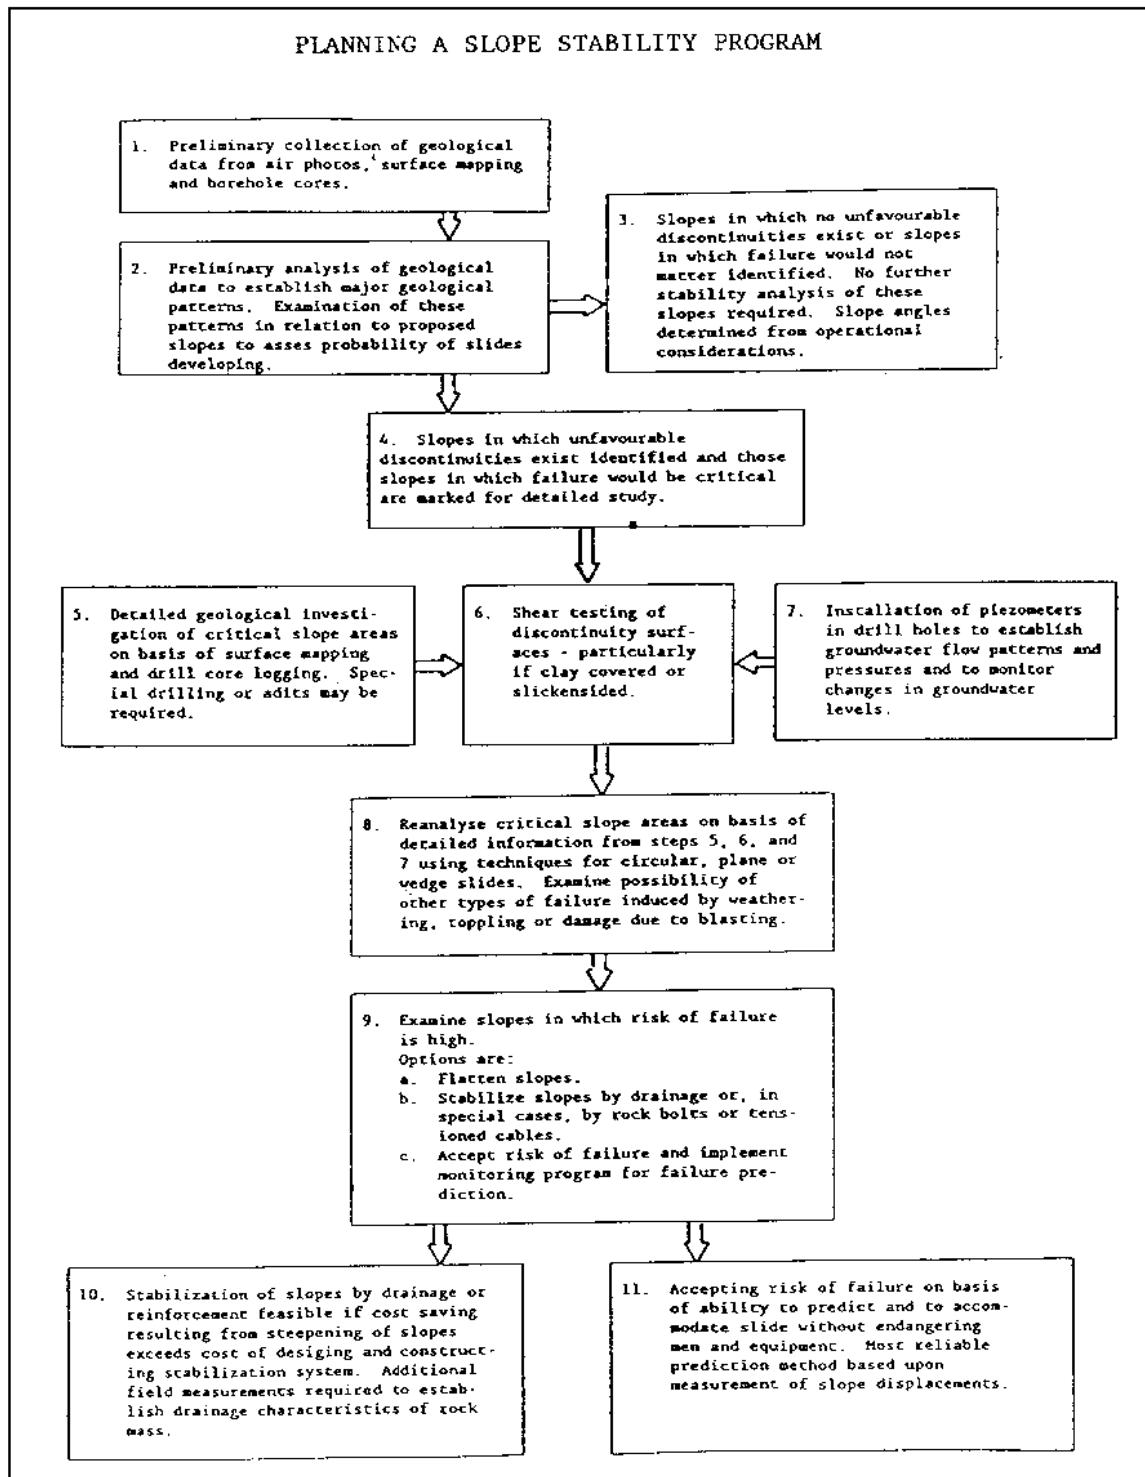 PLANNING A SLOPE STABILITY PROGRAM
1. Preliminary collection of geological
data from air photos, surface mapping
and borehole cores.
2. Preliminary analysis of geological
data to establish major geological
patterns. Examination of these
patterns in relation to proposed
slopes to asses probability of slides
developing.
3. Slopes in which no unfavourable
discontinuities exist or slopes
in which failure would not
matter identified. No further
stability analysis of these
slopes required. Slope angles
determined from operational
considerations.
4. Slopes in which unfavourable
discontinuities exist identified and those
slopes in which failure would be critical
are marked for detailed study.
5. Detailed geological investi-
gation of critical slope areas
on basis of surface mapping
and drill core logging. Spec-
ial drilling or adits may be
required.
6. Shear testing of
discontinuity surf-
aces - particularly
if clay covered or
slickensided.
7. Installation of piezometers
in drill holes to establish
groundwater flow patterns and
pressures and to monitor
changes in groundwater
levels.
8. Reanalyse critical slope areas on basis of
detailed information from steps 5, 6, and
7 using techniques for circular, plane or
wedge slides. Examine possibility of
other types of failure induced by weather-
ing, toppling or damage due to blasting.
9. Examine slopes in which risk of failure
is high.
Options are:
a. Flatten slopes.
b. Stabilize slopes by drainage or, in
special cases, by rock bolts or tens-
ioned cables.
c. Accept risk of failure and implement
monitoring program for failure pre-
diction.
10. Stabilization of slopes by drainage or
reinforcement feasible if cost saving
resulting from steepening of slopes
exceeds cost of desiging and construct-
ing stabilization system. Additional
field measurements required to estab-
lish drainage characteristics of rock
mass.
11. Accepting risk of failure on basis
of ability to predict and to accom-
modate slide without endangering
men and equipment. Most reliable
prediction method based upon
measurement of slope displacements.